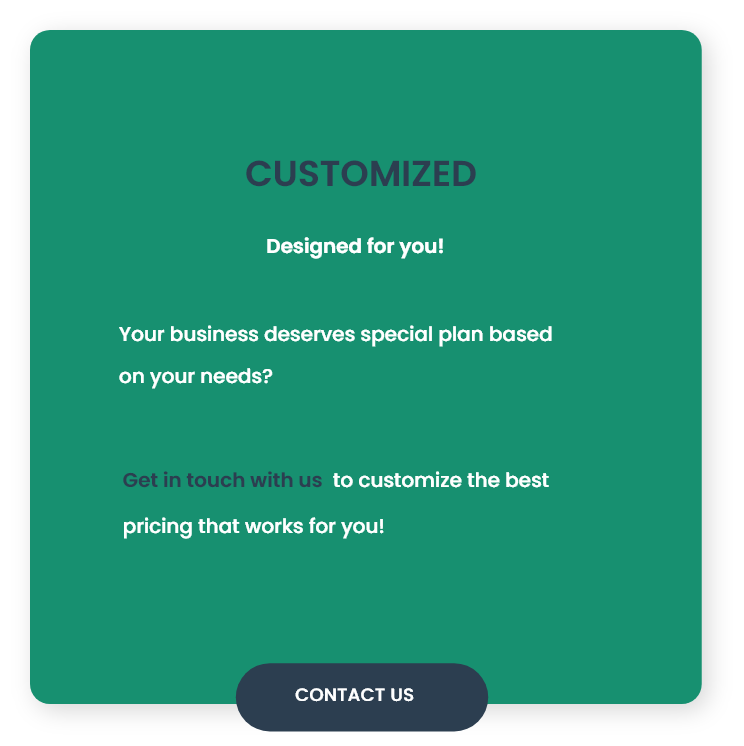 CUSTOMIZED
Designed for you!
Your business deserves special plan based
on your needs?
Get in touch with us to customize the best
pricing that works for you!
CONTACT US